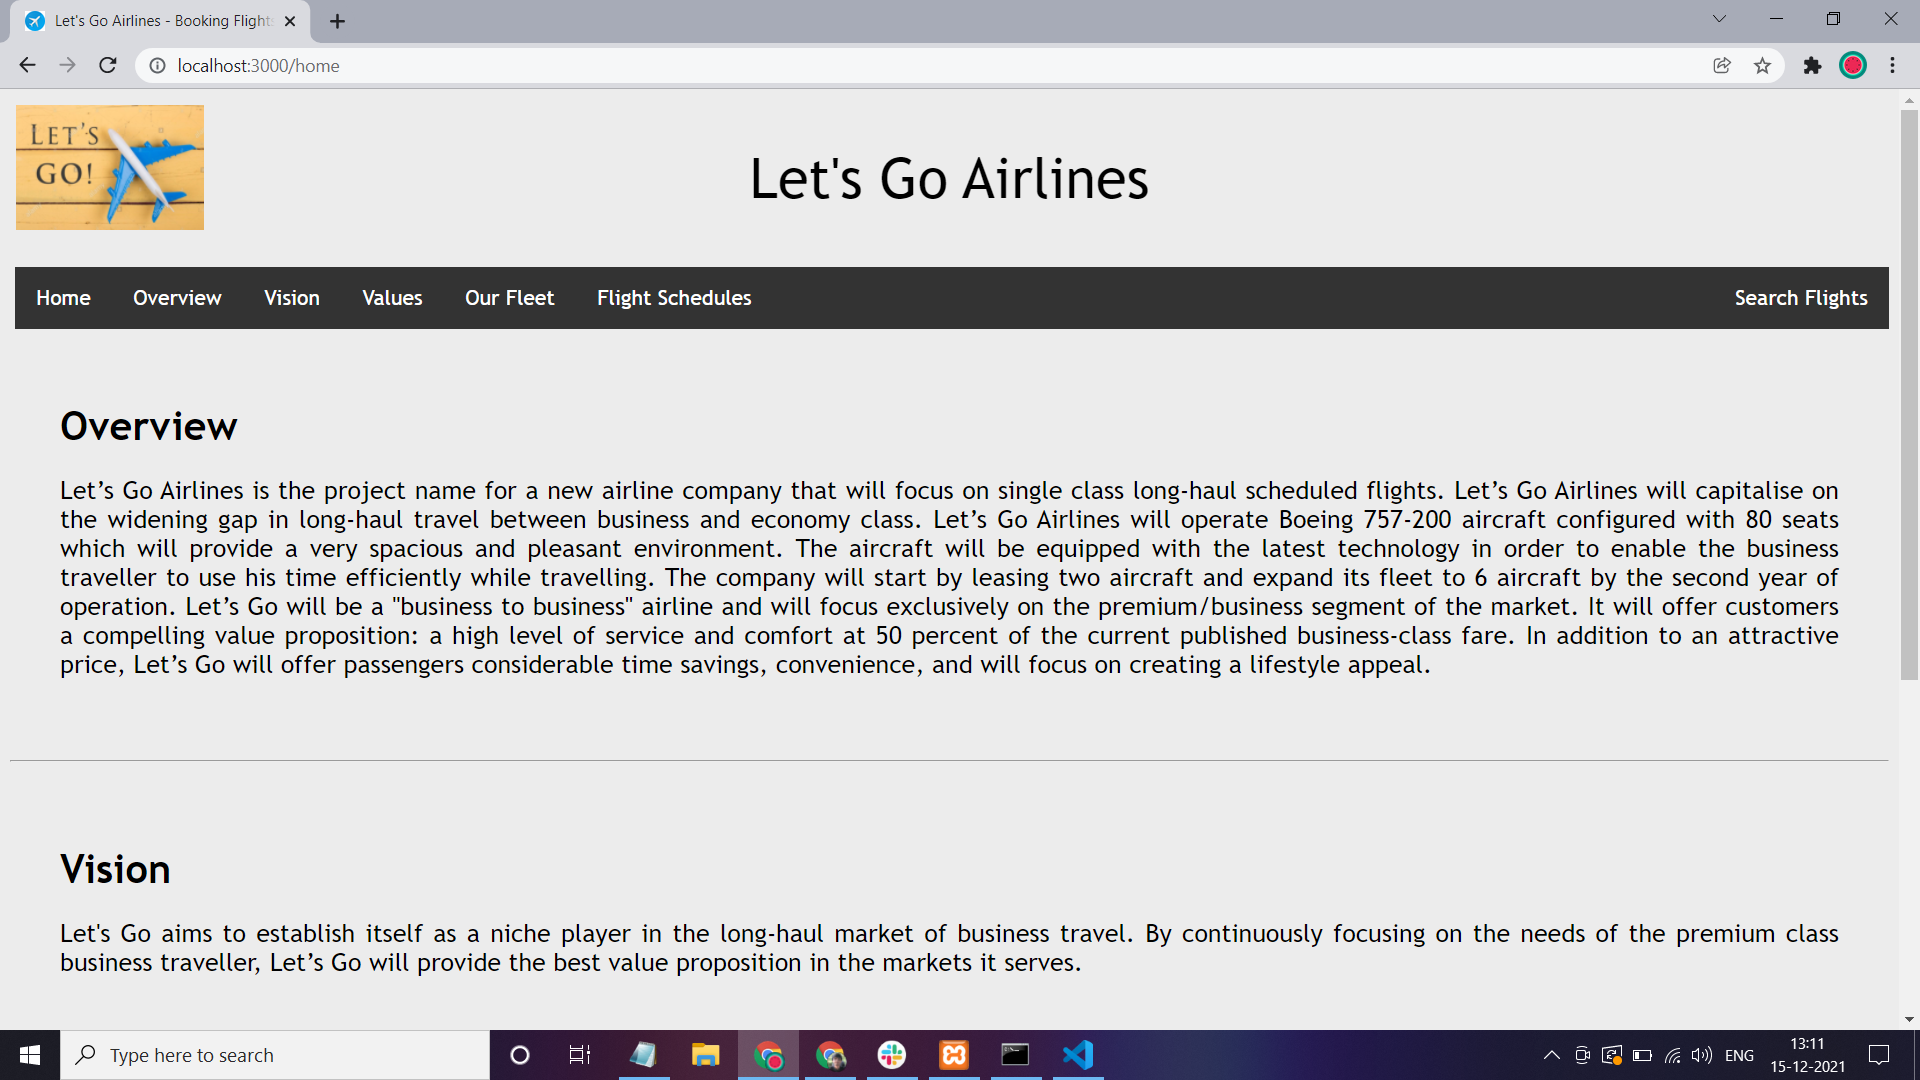 Let's Go Airlines - Booking Flight
localhost:3000/home
LET'S
GO!
Let's Go Airlines
Home Overview Vision Values Our Fleet Flight Schedules Search Flights
Overview
Let’s Go Airlines is the project name for a new airline company that will focus on single class long-haul scheduled flights. Let’s Go Airlines will capitalise on
the widening gap in long-haul travel between business and economy class. Let’s Go Airlines will operate Boeing 757-200 aircraft configured with 80 seats
which will provide a very spacious and pleasant environment. The aircraft will be equipped with the latest technology in order to enable the business
traveller to use his time efficiently while travelling. The company will start by leasing two aircraft and expand its fleet to 6 aircraft by the second year of
operation. Let’s Go will be a "business to business" airline and will focus exclusively on the premium/business segment of the market. It will offer customers
a compelling value proposition: a high level of service and comfort at 50 percent of the current published business-class fare. In addition to an attractive
price, Let’s Go will offer passengers considerable time savings, convenience, and will focus on creating a lifestyle appeal.
Vision
Let's Go aims to establish itself as a niche player in the long-haul market of business travel. By continuously focusing on the needs of the premium class
business traveller, Let’s Go will provide the best value proposition in the markets it serves.
Type here to search
ENG
13:11
15-12-2021